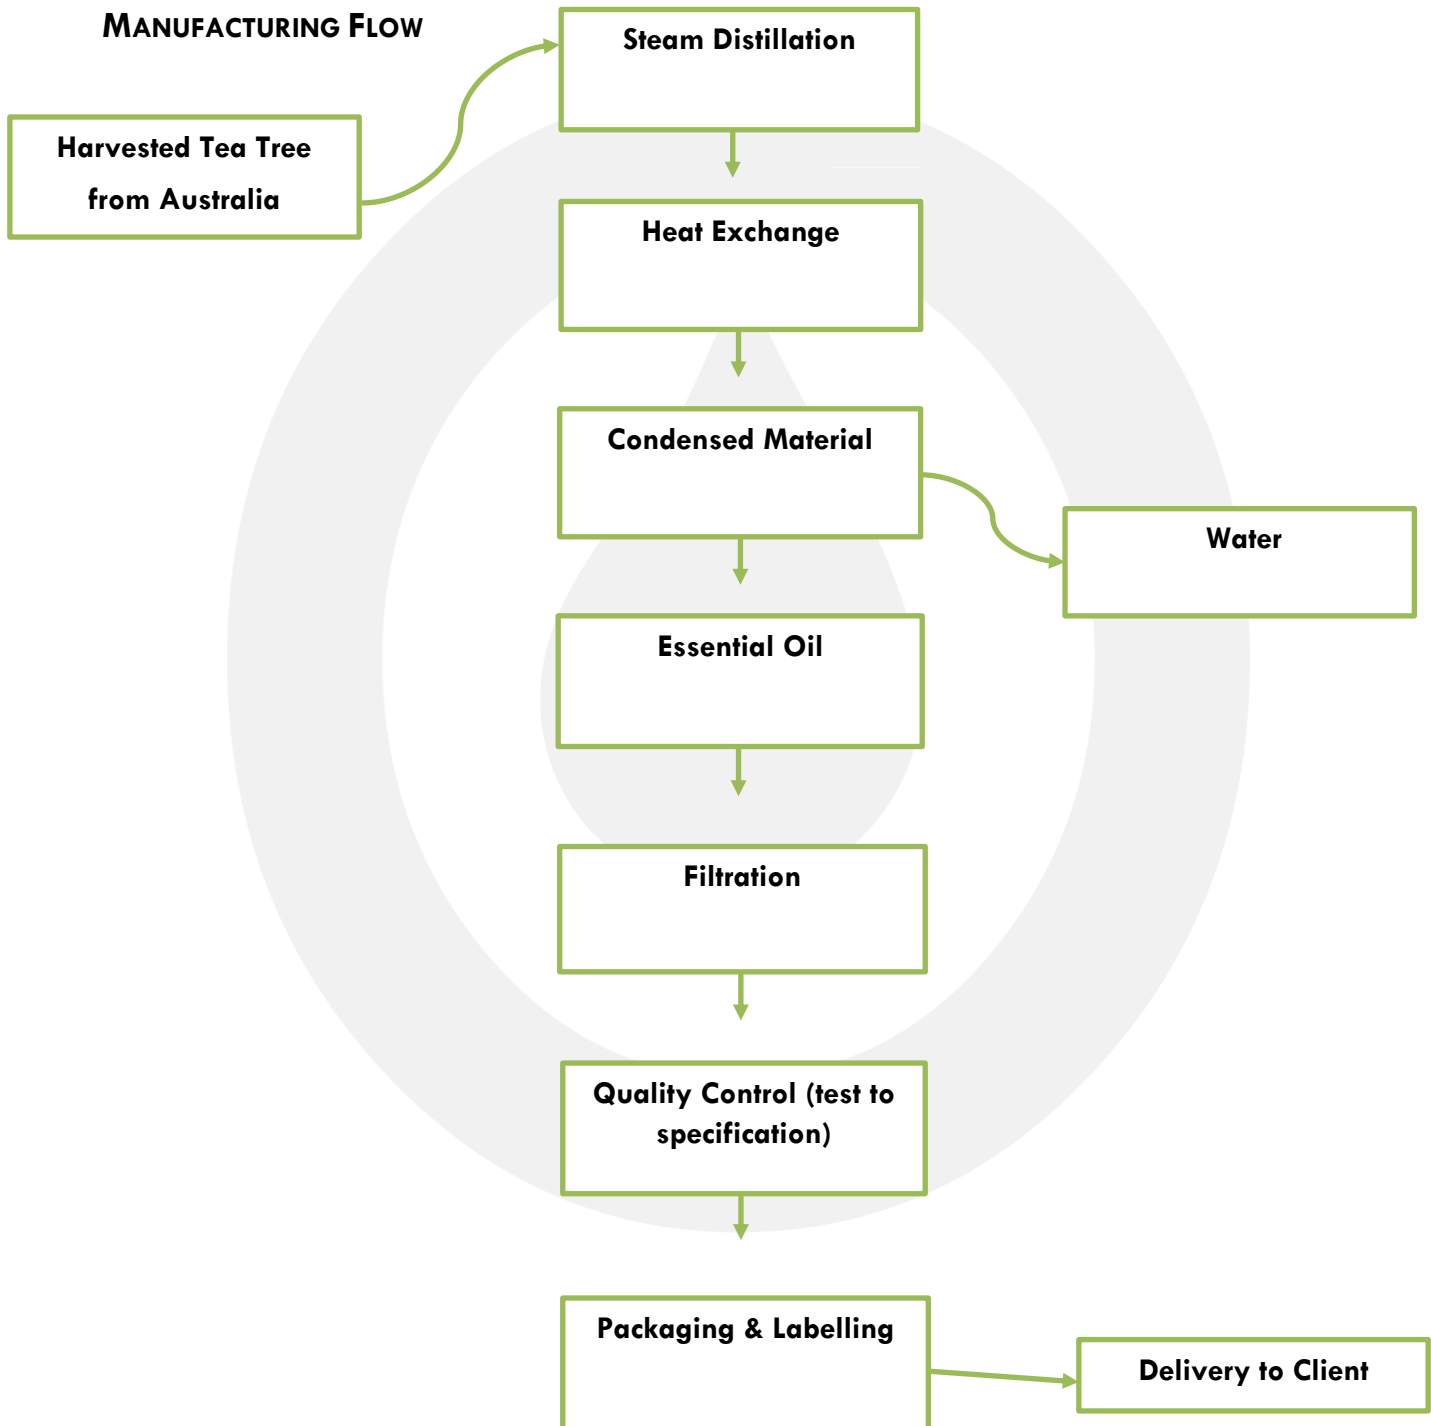 MANUFACTURING FLOW
Steam Distillation
Harvested Tea Tree
from Australia
Heat Exchange
Condensed Material
Water
Essential Oil
Filtration
Quality Control (test to
specification)
Packaging & Labelling
Delivery to Client